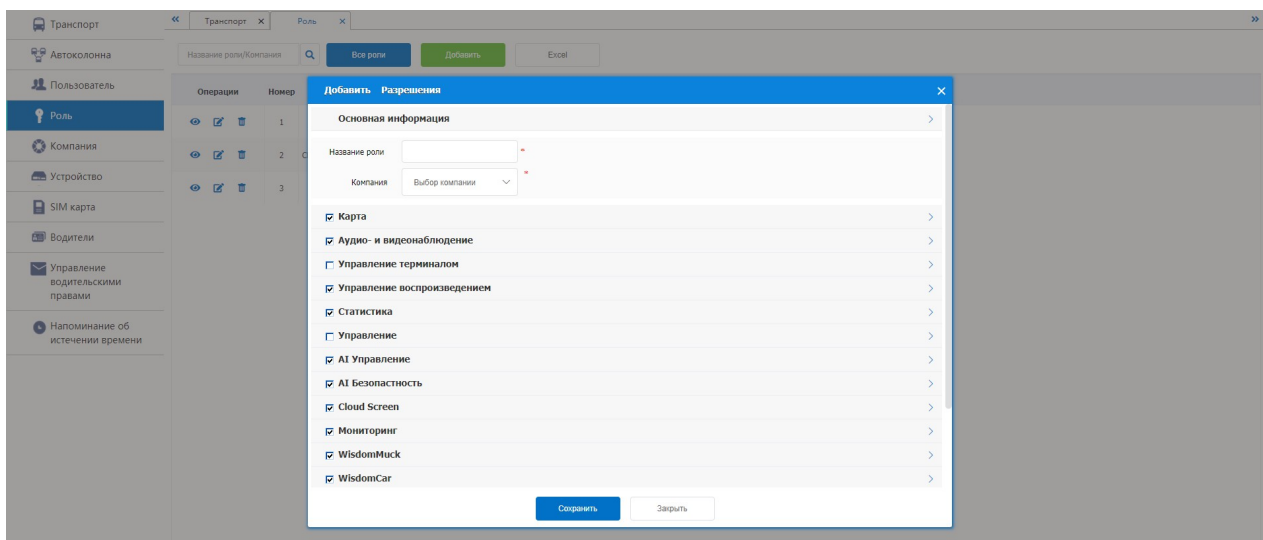 Транспорт
Автоколонна
Пользователь
Роль
Компания
Устройство
SIM карта
Водители
Управление
водительскими
правами
Напоминание об
истечении времени
« Транспорт X Роль X »
Название роли/Компания Все роли Добавить Excel
Операции Номер
1
2 С
3
Добавить Разрешения ×
Основная информация
Название роли *
Компания Выбор компании *
Карта
Аудио- и видеонаблюдение
Управление терминалом
Управление воспроизведением
Статистика
Управление
AI Управление
AI Безопастность
Cloud Screen
Мониторинг
WisdomMuck
WisdomCar
Сохранить Закрыть